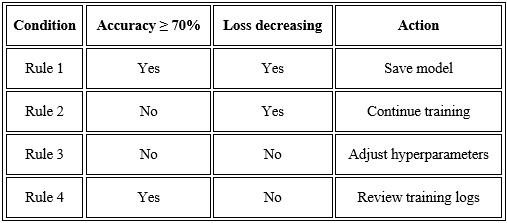 Condition Accuracy ≥ 70% Loss decreasing Action
Rule 1 Yes Yes Save model
Rule 2 No Yes Continue training
Rule 3 No No Adjust hyperparameters
Rule 4 Yes No Review training logs